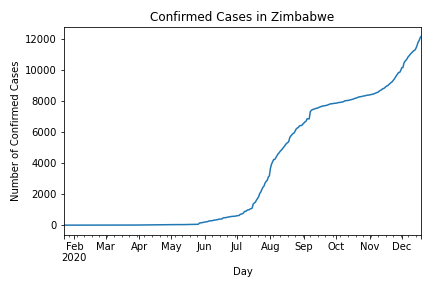 Confirmed Cases in Zimbabwe
12000
10000
8000
6000
4000
2000
0
Number of Confirmed Cases
Feb Mar Apr May Jun Jul Aug Sep Oct Nov Dec
2020
Day